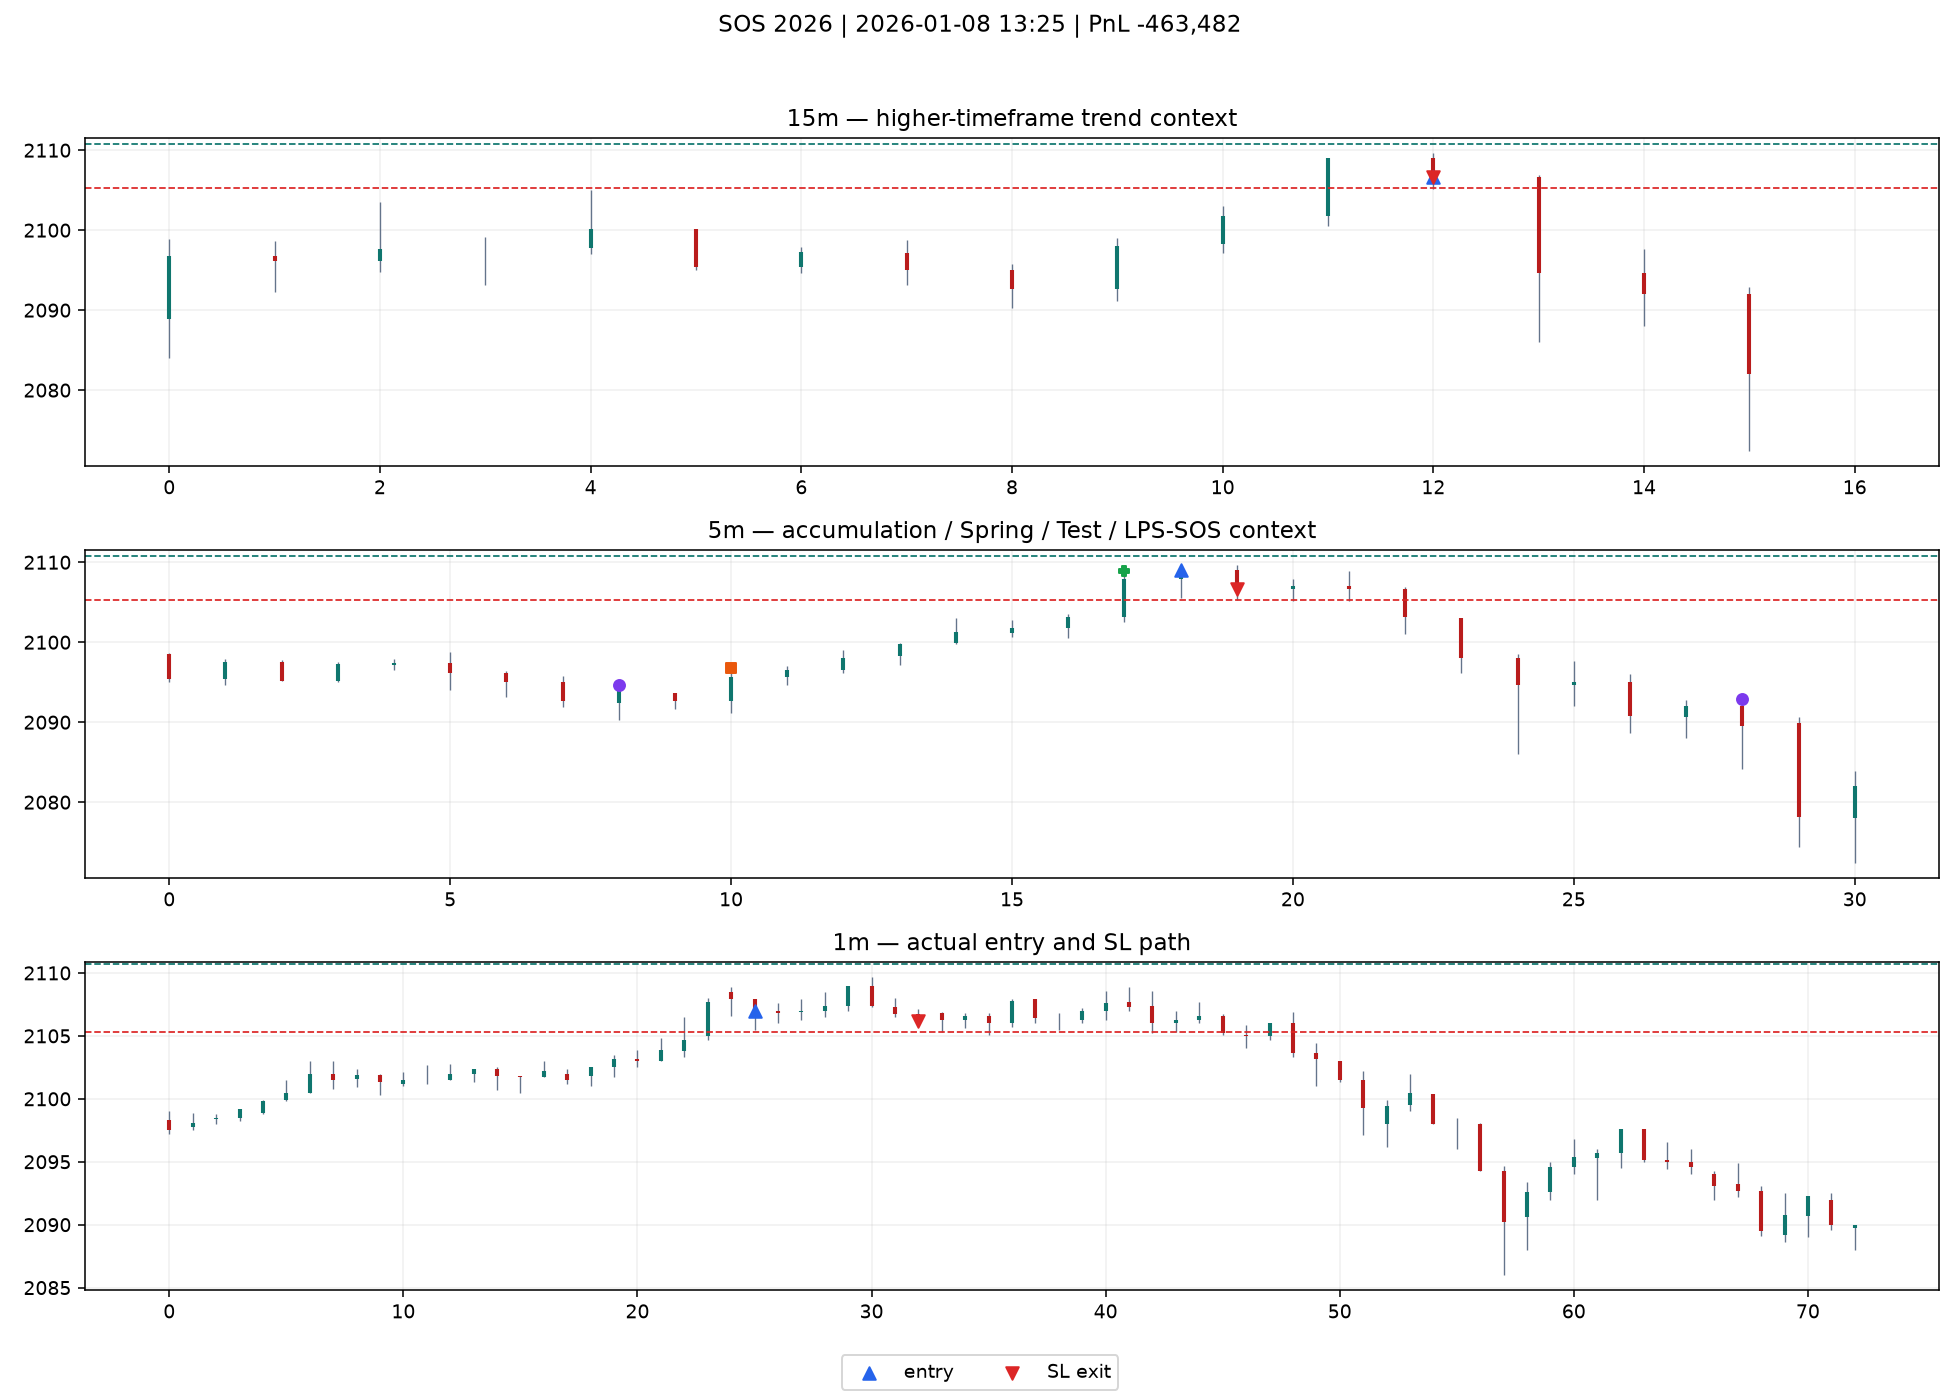 SOS 2026 | 2026-01-08 13:25 | PnL -463,482
15m — higher-timeframe trend context
2110
2100
2090
2080
0 2 4 6 8 10 12 14 16
5m — accumulation / Spring / Test / LPS-SOS context
2110
2100
2090
2080
0 5 10 15 20 25 30
1m — actual entry and SL path
2110
2105
2100
2095
2090
2085
0 10 20 30 40 50 60 70
entry SL exit